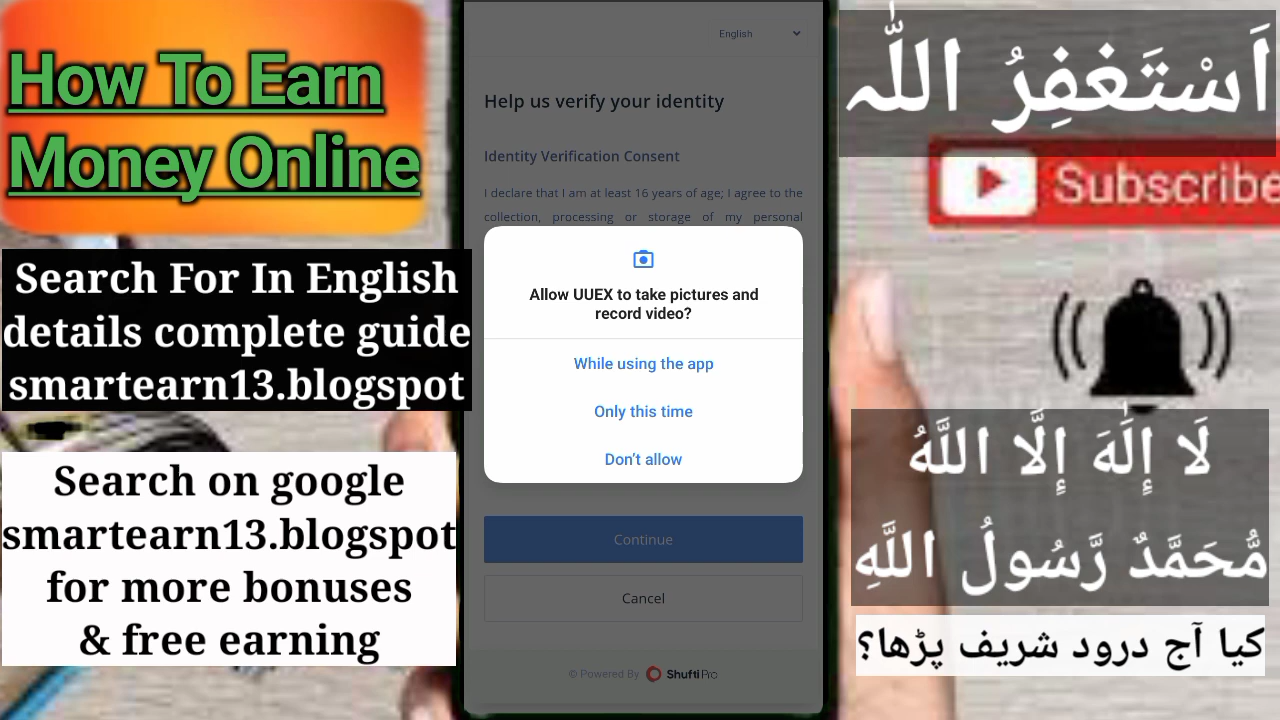 How To Earn
Money Online
Search For In English
details complete guide
smartearn13.blogspot
Search on google
smartearn13.blogspot
for more bonuses
& free earning
English
Help us verify your identity
Identity Verification Consent
I declare that I am at least 16 years of age; I agree to the
collection, processing or storage of my personal
Allow UUEX to take pictures and
record video?
While using the app
Only this time
Don’t allow
Continue
Cancel
© Powered By Shufti Pro
اَسْتَغفِرُ اللّٰہ
Subscribe
لَا إِلٰهَ إِلَّا اللَّهُ
مُّحَمَّدٌ رَّسُولُ اللَّهِ
کیا آج درود شریف پڑھا؟